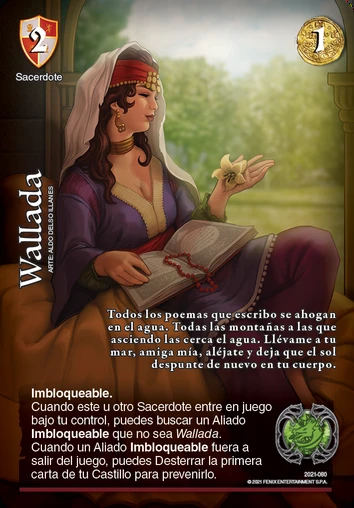 2
1
Sacerdote
Wallada
ARTE: ALDO DELSO ILLANES
Todos los poemas que escribo se ahogan
en el agua. Todas las montañas a las que
asciendo las cerca el agua. Llévame a tu
mar, amiga mía, aléjate y deja que el sol
despunte de nuevo en tu cuerpo.
Imbloqueable.
Cuando este u otro Sacerdote entre en juego
bajo tu control, puedes buscar un Aliado
Imbloqueable que no sea Wallada.
Cuando un Aliado Imbloqueable fuera a
salir del juego, puedes Desterrar la primera
carta de tu Castillo para prevenirlo.
2021-080
© 2021 FENIX ENTERTAINMENT S.P.A.